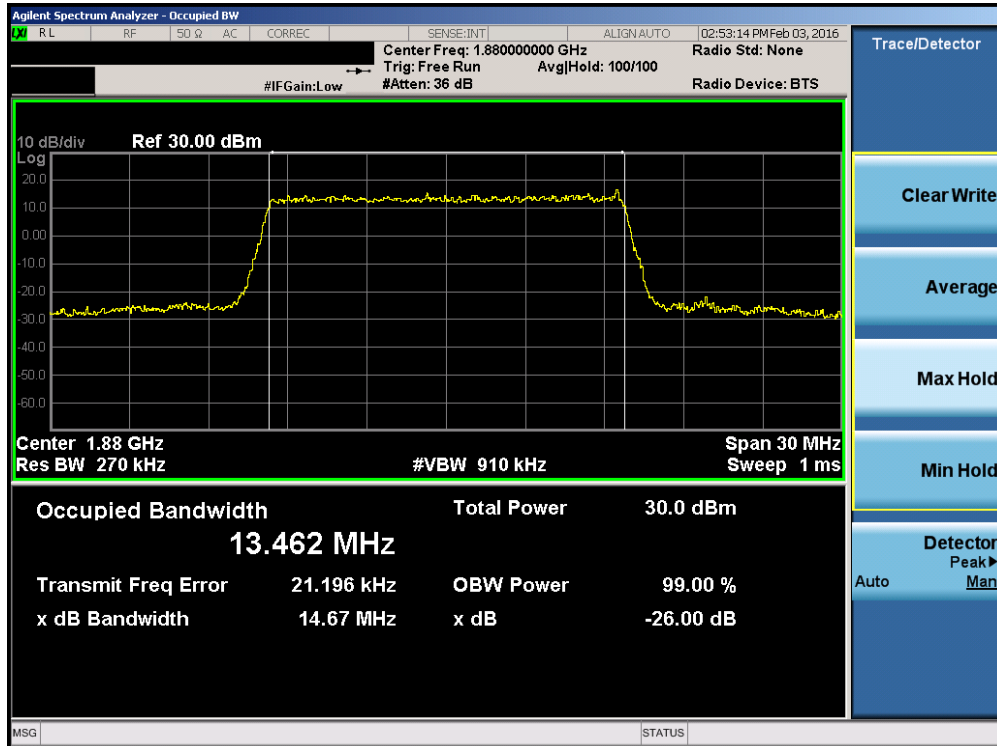 Agilent Spectrum Analyzer - Occupied BW
LXI RL RF 50 Ω AC CORREC SENSE:INT ALIGN AUTO 02:53:14 PM Feb 03, 2016
Center Freq: 1.880000000 GHz Radio Std: None
Trig: Free Run Avg|Hold: 100/100
#IFGain:Low #Atten: 36 dB Radio Device: BTS
10 dB/div Ref 30.00 dBm
Log
20.0
10.0
0.00
-10.0
-20.0
-30.0
-40.0
-50.0
-60.0
Center 1.88 GHz Span 30 MHz
Res BW 270 kHz #VBW 910 kHz Sweep 1 ms
Occupied Bandwidth Total Power 30.0 dBm
13.462 MHz
Transmit Freq Error 21.196 kHz OBW Power 99.00 %
x dB Bandwidth 14.67 MHz x dB -26.00 dB
MSG STATUS
Trace/Detector
Clear Write
Average
Max Hold
Min Hold
Detector
Peak▶
Auto Man